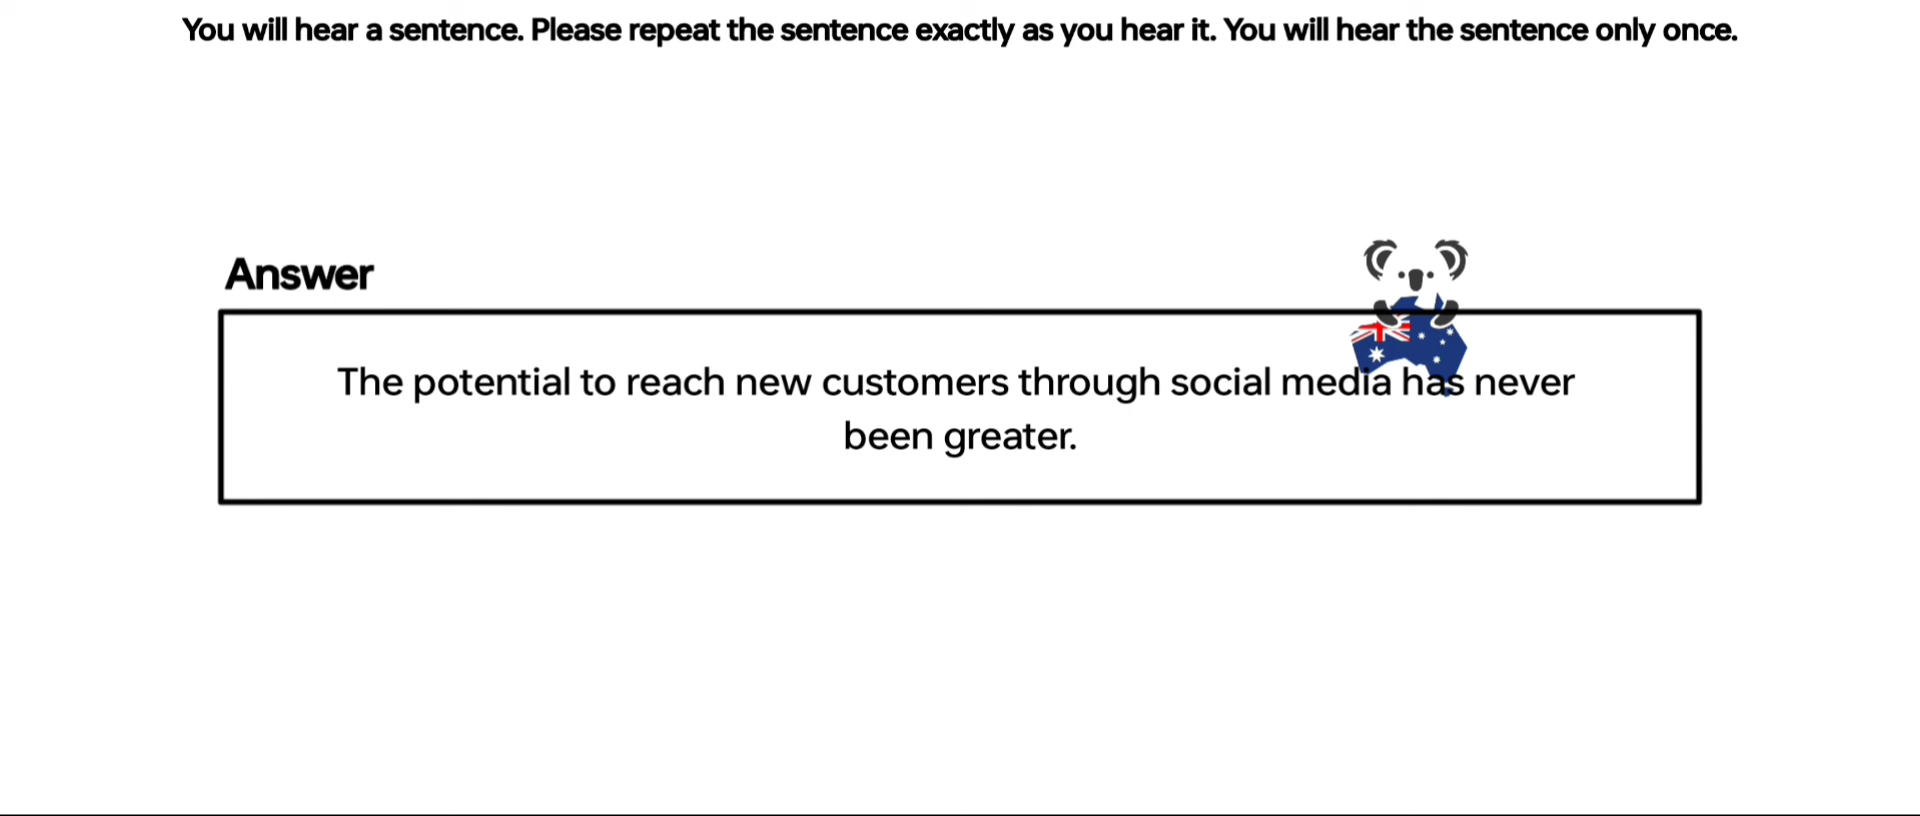 You will hear a sentence. Please repeat the sentence exactly as you hear it. You will hear the sentence only once.
Answer
The potential to reach new customers through social media has never
been greater.